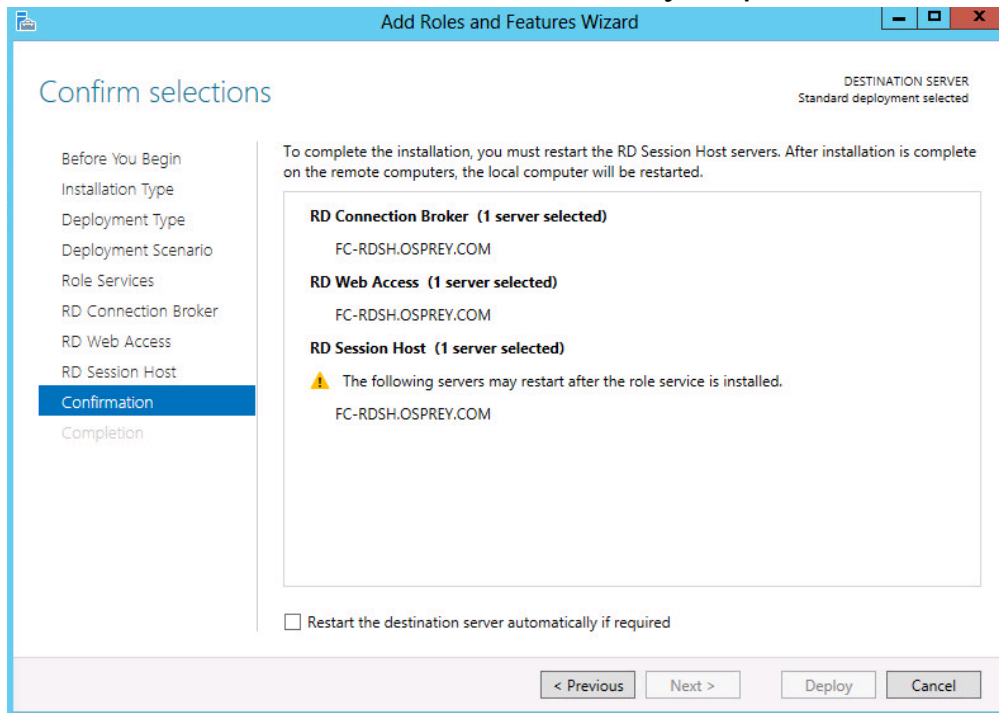 Add Roles and Features Wizard
Confirm selections
DESTINATION SERVER
Standard deployment selected
Before You Begin
Installation Type
Deployment Type
Deployment Scenario
Role Services
RD Connection Broker
RD Web Access
RD Session Host
Confirmation
Completion
To complete the installation, you must restart the RD Session Host servers. After installation is complete
on the remote computers, the local computer will be restarted.
RD Connection Broker (1 server selected)
FC-RDSH.OSPREY.COM
RD Web Access (1 server selected)
FC-RDSH.OSPREY.COM
RD Session Host (1 server selected)
The following servers may restart after the role service is installed.
FC-RDSH.OSPREY.COM
Restart the destination server automatically if required
< Previous
Next >
Deploy
Cancel